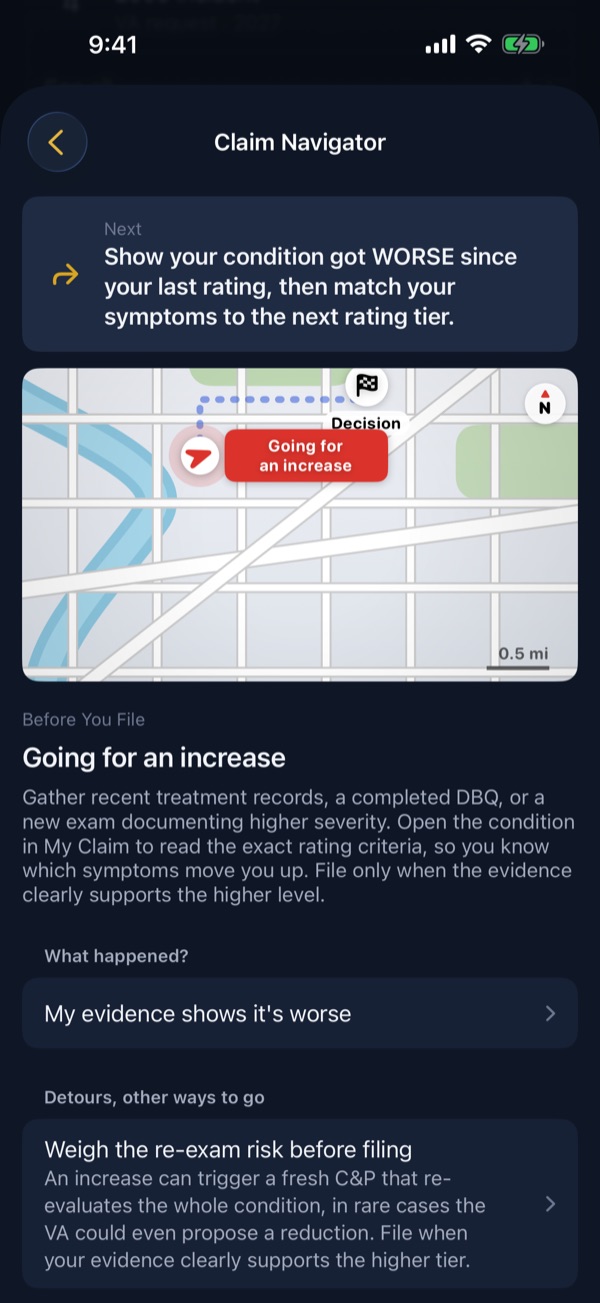 9:41
Claim Navigator
Next
Show your condition got WORSE since
your last rating, then match your
symptoms to the next rating tier.
N
Decision
Going for
an increase
0.5 mi
Before You File
Going for an increase
Gather recent treatment records, a completed DBQ, or a
new exam documenting higher severity. Open the condition
in My Claim to read the exact rating criteria, so you know
which symptoms move you up. File only when the evidence
clearly supports the higher level.
What happened?
My evidence shows it's worse
Detours, other ways to go
Weigh the re-exam risk before filing
An increase can trigger a fresh C&P that re-
evaluates the whole condition, in rare cases the
VA could even propose a reduction. File when
your evidence clearly supports the higher tier.